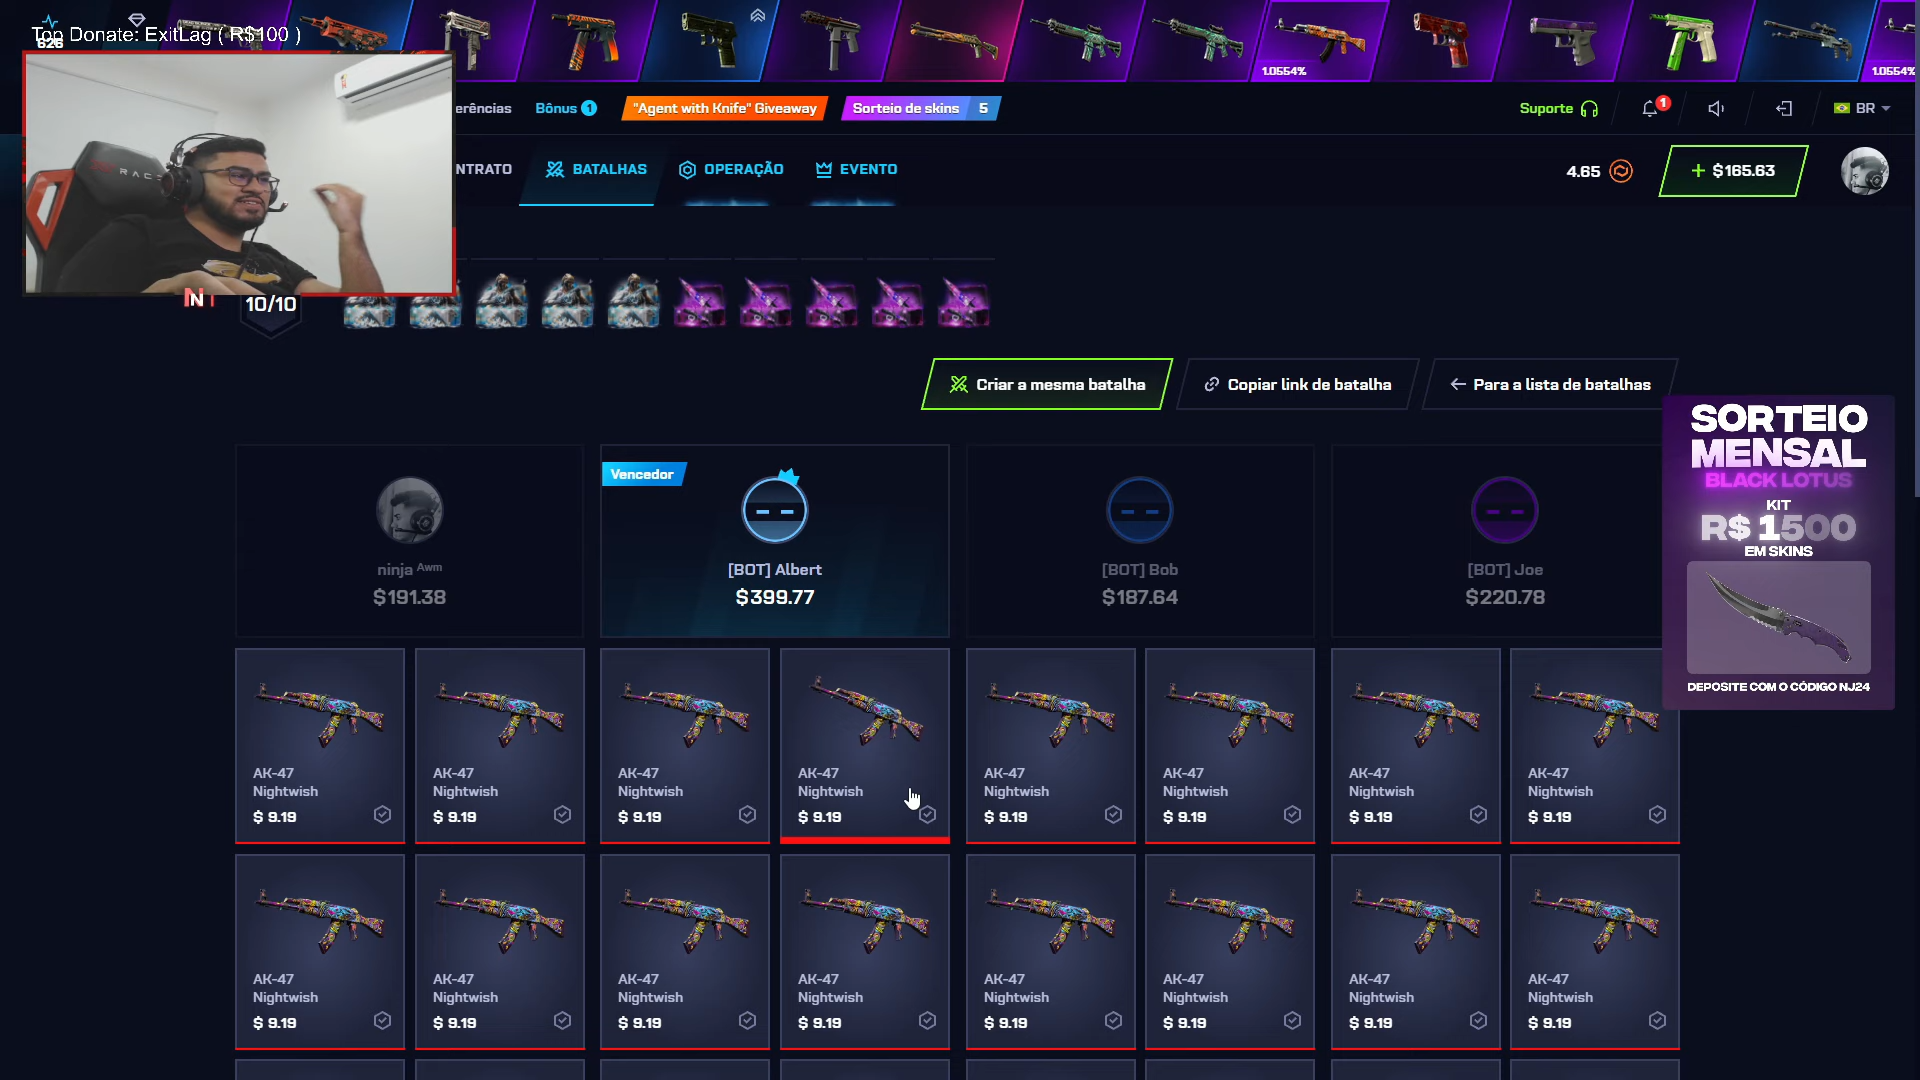 Top Donate: ExitLag ( R$100 )
626
1.0554%
1.0554%
erências
Bônus 1
"Agent with Knife" Giveaway
Sorteio de skins 5
Suporte
1
BR
NTRATO
BATALHAS
OPERAÇÃO
EVENTO
4.65
+ $165.63
10/10
Criar a mesma batalha
Copiar link de batalha
Para a lista de batalhas
SORTEIO
MENSAL
BLACK LOTUS
KIT
R$ 1500
EM SKINS
DEPOSITE COM O CÓDIGO NJ24
ninja Awm
$191.38
Vencedor
[BOT] Albert
$399.77
[BOT] Bob
$187.64
[BOT] Joe
$220.78
AK-47
Nightwish
$ 9.19
AK-47
Nightwish
$ 9.19
AK-47
Nightwish
$ 9.19
AK-47
Nightwish
$ 9.19
AK-47
Nightwish
$ 9.19
AK-47
Nightwish
$ 9.19
AK-47
Nightwish
$ 9.19
AK-47
Nightwish
$ 9.19
AK-47
Nightwish
$ 9.19
AK-47
Nightwish
$ 9.19
AK-47
Nightwish
$ 9.19
AK-47
Nightwish
$ 9.19
AK-47
Nightwish
$ 9.19
AK-47
Nightwish
$ 9.19
AK-47
Nightwish
$ 9.19
AK-47
Nightwish
$ 9.19